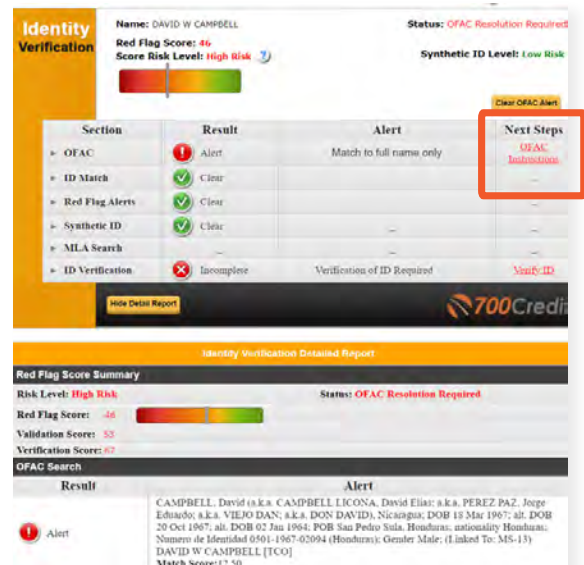 Identity
Verification
Name: DAVID W CAMPBELL
Status: OFAC Resolution Required
Red Flag Score: 46
Score Risk Level: High Risk ?
Synthetic ID Level: Low Risk
Clear OFAC Alert
Section Result Alert Next Steps
OFAC Alert Match to full name only OFAC
Instructions
ID Match Clear –
Red Flag Alerts Clear
Synthetic ID Clear – –
MLA Search – – –
ID Verification Incomplete Verification of ID Required Verify ID
Hide Detail Report
700Credi
Identity Verification Detailed Report
Red Flag Score Summary
Risk Level: High Risk
Status: OFAC Resolution Required
Red Flag Score: 46
Validation Score: 53
Verification Score: 67
OFAC Search
Result Alert
Alert
CAMPBELL, David (a.k.a. CAMPBELL LICONA, David Elias; a.k.a. PEREZ PAZ, Jorge
Eduardo; a.k.a. VIEJO DAN; a.k.a. DON DAVID), Nicaragua; DOB 18 Mar 1967; alt. DOB
20 Oct 1967; alt. DOB 02 Jan 1964; POB San Pedro Sula, Honduras; nationality Honduras;
Numero de Identidad 0501-1967-02094 (Honduras); Gender Male; (Linked To: MS-13)
DAVID W CAMPBELL [TCO]
Match Score:12.50